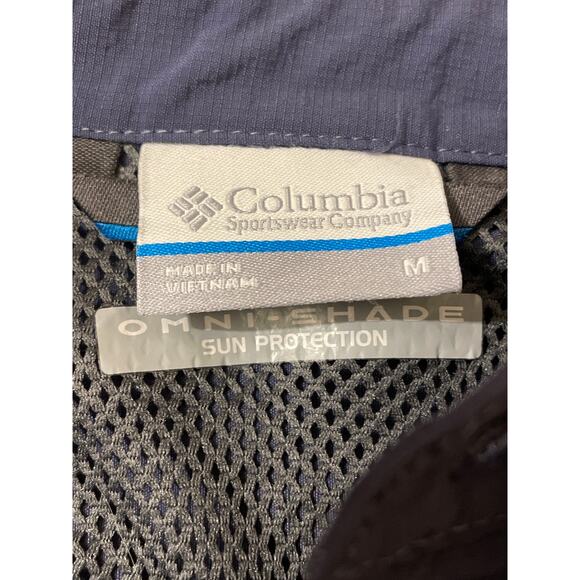 Columbia
Sportswear Company
MADE IN
VIETNAM
M
OMNI-SHADE
SUN PROTECTION